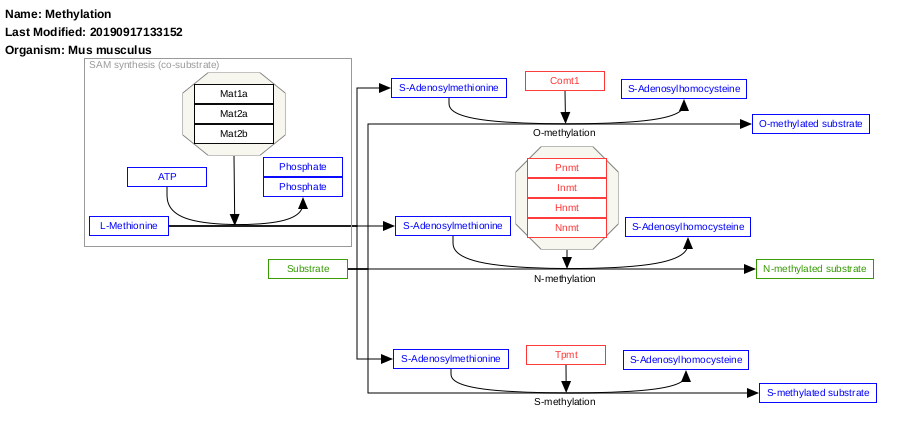 Name: Methylation
Last Modified: 20190917133152
Organism: Mus musculus
SAM synthesis (co-substrate)
Mat1a
Mat2a
Mat2b
ATP
Phosphate
Phosphate
L-Methionine
Substrate
S-Adenosylmethionine
Comt1
S-Adenosylhomocysteine
O-methylated substrate
O-methylation
Pnmt
Inmt
Hnmt
Nnmt
S-Adenosylmethionine
S-Adenosylhomocysteine
N-methylated substrate
N-methylation
S-Adenosylmethionine
Tpmt
S-Adenosylhomocysteine
S-methylated substrate
S-methylation